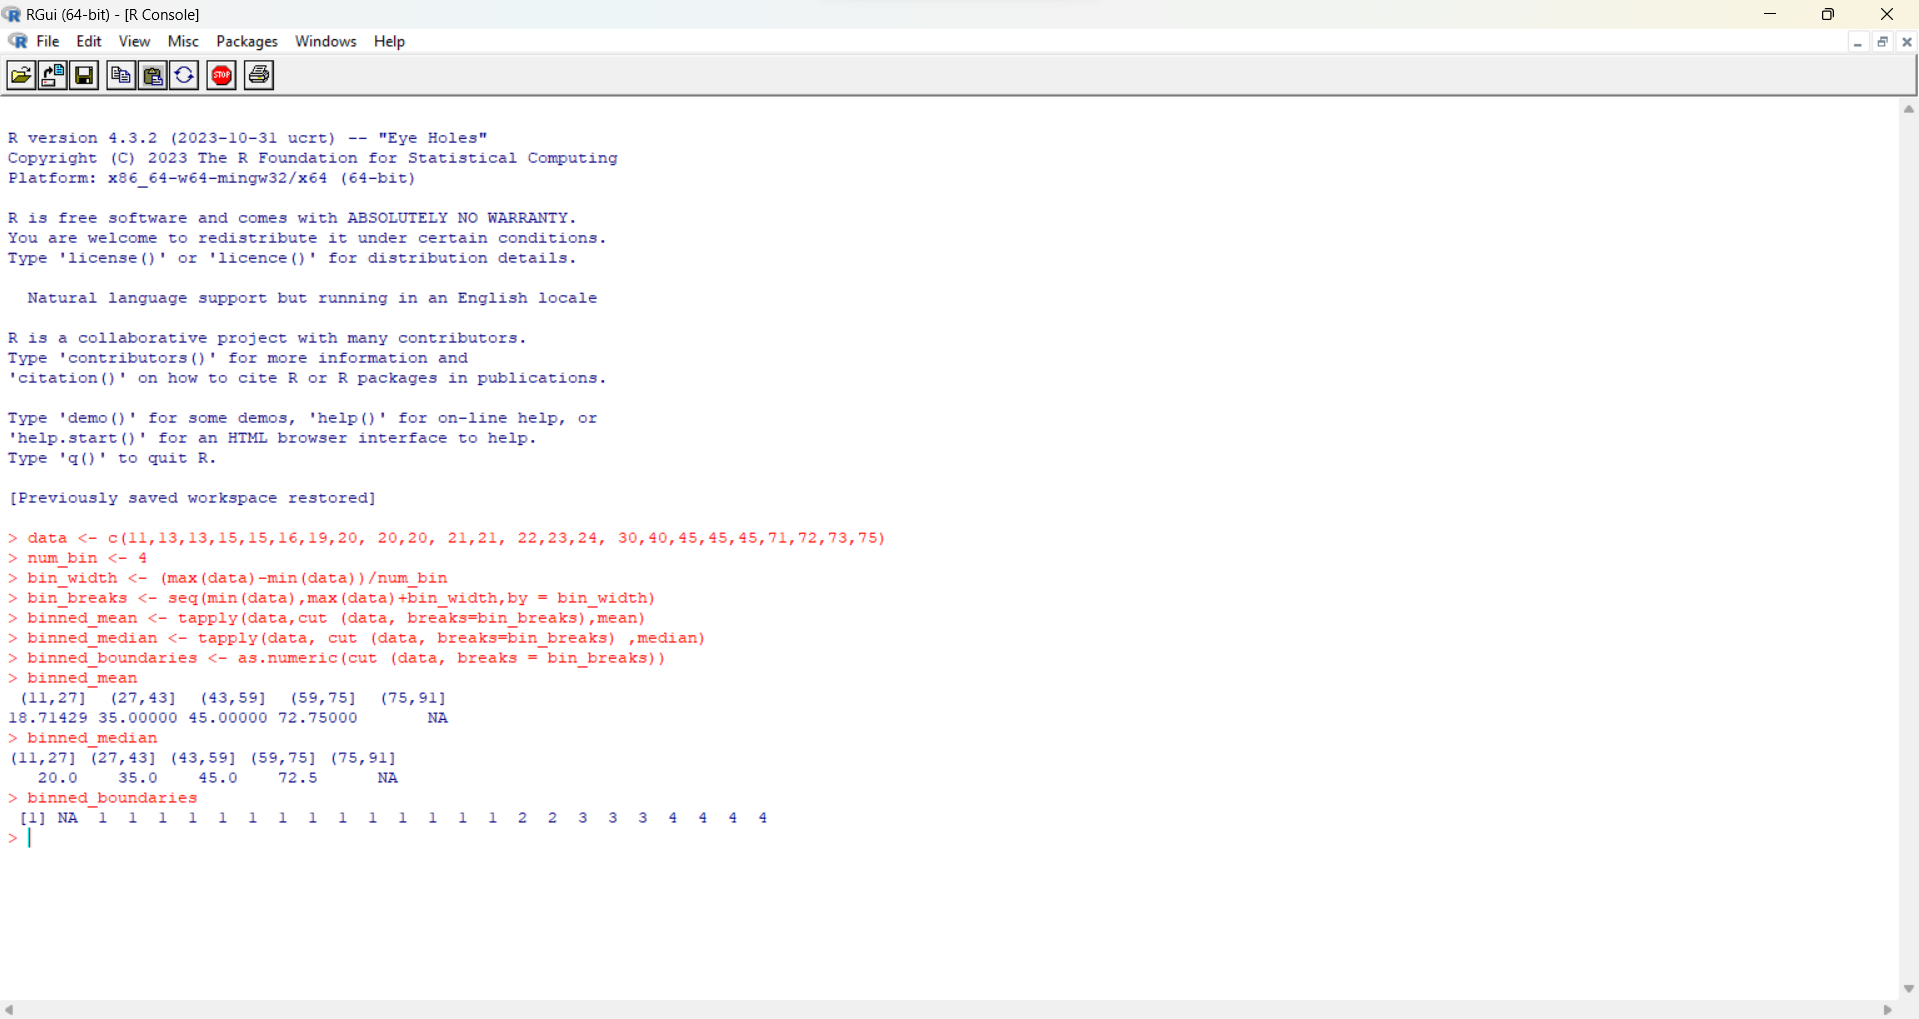 RGui (64-bit) - [R Console]
File Edit View Misc Packages Windows Help
STOP
R version 4.3.2 (2023-10-31 ucrt) -- "Eye Holes"
Copyright (C) 2023 The R Foundation for Statistical Computing
Platform: x86_64-w64-mingw32/x64 (64-bit)
R is free software and comes with ABSOLUTELY NO WARRANTY.
You are welcome to redistribute it under certain conditions.
Type 'license()' or 'licence()' for distribution details.
Natural language support but running in an English locale
R is a collaborative project with many contributors.
Type 'contributors()' for more information and
'citation()' on how to cite R or R packages in publications.
Type 'demo()' for some demos, 'help()' for on-line help, or
'help.start()' for an HTML browser interface to help.
Type 'q()' to quit R.
[Previously saved workspace restored]
> data <- c(11,13,13,15,15,16,19,20, 20,20, 21,21, 22,23,24, 30,40,45,45,45,71,72,73,75)
> num_bin <- 4
> bin_width <- (max(data)-min(data))/num_bin
> bin_breaks <- seq(min(data),max(data)+bin_width,by = bin_width)
> binned_mean <- tapply(data,cut (data, breaks=bin_breaks),mean)
> binned_median <- tapply(data, cut (data, breaks=bin_breaks) ,median)
> binned_boundaries <- as.numeric(cut (data, breaks = bin_breaks))
> binned_mean
(11,27] (27,43] (43,59] (59,75] (75,91]
18.71429 35.00000 45.00000 72.75000 NA
> binned_median
(11,27] (27,43] (43,59] (59,75] (75,91]
20.0 35.0 45.0 72.5 NA
> binned_boundaries
[1] NA 1 1 1 1 1 1 1 1 1 1 1 1 1 1 2 2 3 3 3 4 4 4 4
>